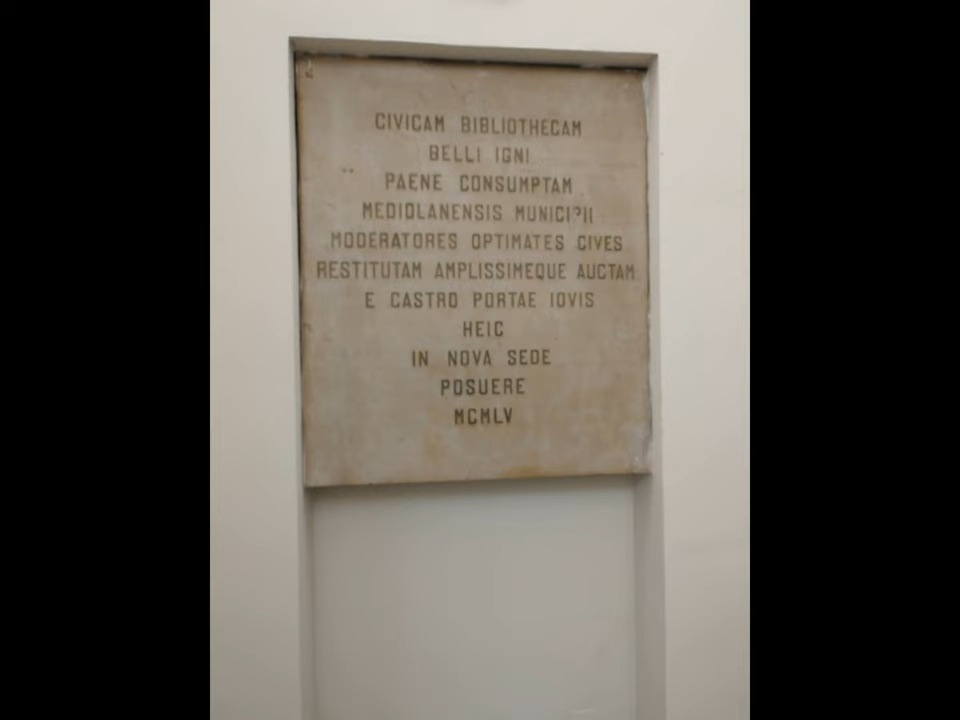 CIVICAM BIBLIOTHECAM
BELLI IGNI
PAENE CONSUMPTAM
MEDIOLANENSIS MUNICIPII
MODERATORES OPTIMATES CIVES
RESTITUTAM AMPLISSIMEQUE AUCTAM
E CASTRO PORTAE IOVIS
HEIC
IN NOVA SEDE
POSUERE
MCMLV